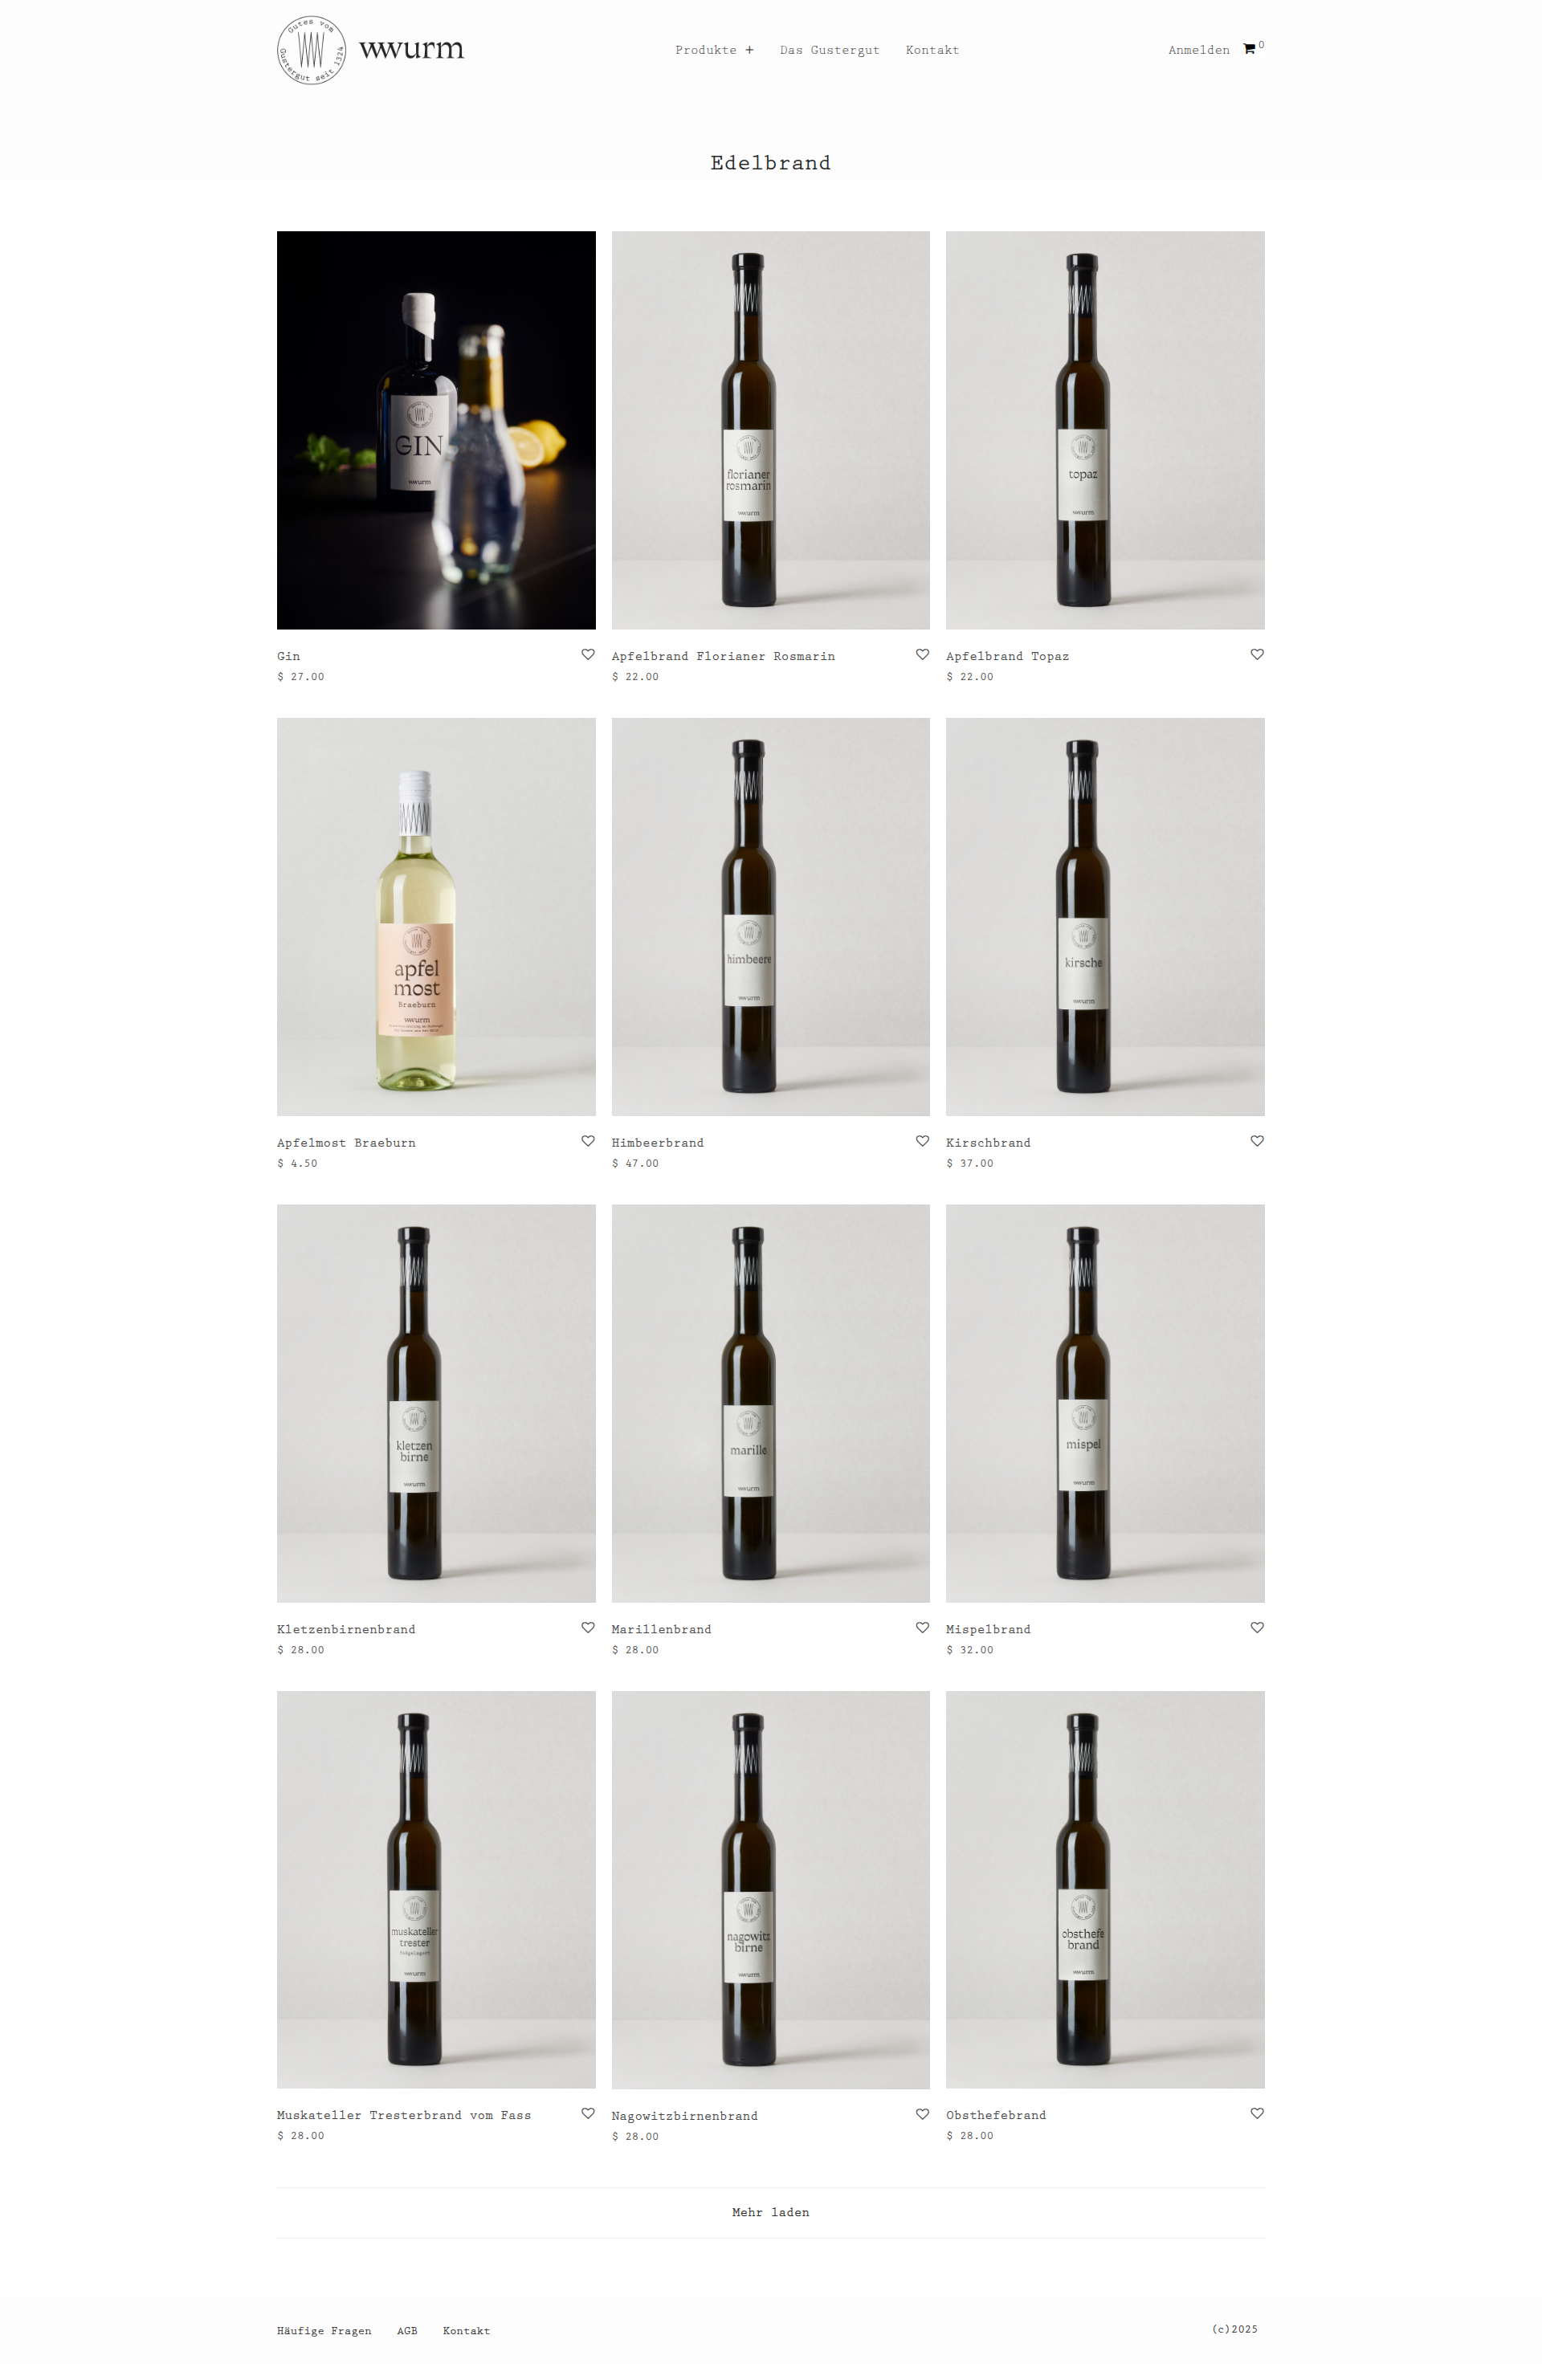 Gutes vom
Gustergut seit 1324
wwurm
Produkte +
Das Gustergut
Kontakt
Anmelden
0
Edelbrand
GIN
wwurm
florianer
rosmarin
wwurm
topaz
wwurm
Gin
$ 27.00
Apfelbrand Florianer Rosmarin
$ 22.00
Apfelbrand Topaz
$ 22.00
apfel
most
Braeburn
wwurm
himbeere
wwurm
kirsche
wwurm
Apfelmost Braeburn
$ 4.50
Himbeerbrand
$ 47.00
Kirschbrand
$ 37.00
kletzen
birne
wwurm
marille
wwurm
mispel
wwurm
Kletzenbirnenbrand
$ 28.00
Marillenbrand
$ 28.00
Mispelbrand
$ 32.00
muskateller
trester
wwurm
nagowitz
birne
wwurm
obsthefe
brand
wwurm
Muskateller Tresterbrand vom Fass
$ 28.00
Nagowitzbirnenbrand
$ 28.00
Obsthefebrand
$ 28.00
Mehr laden
Häufige Fragen
AGB
Kontakt
(c)2025